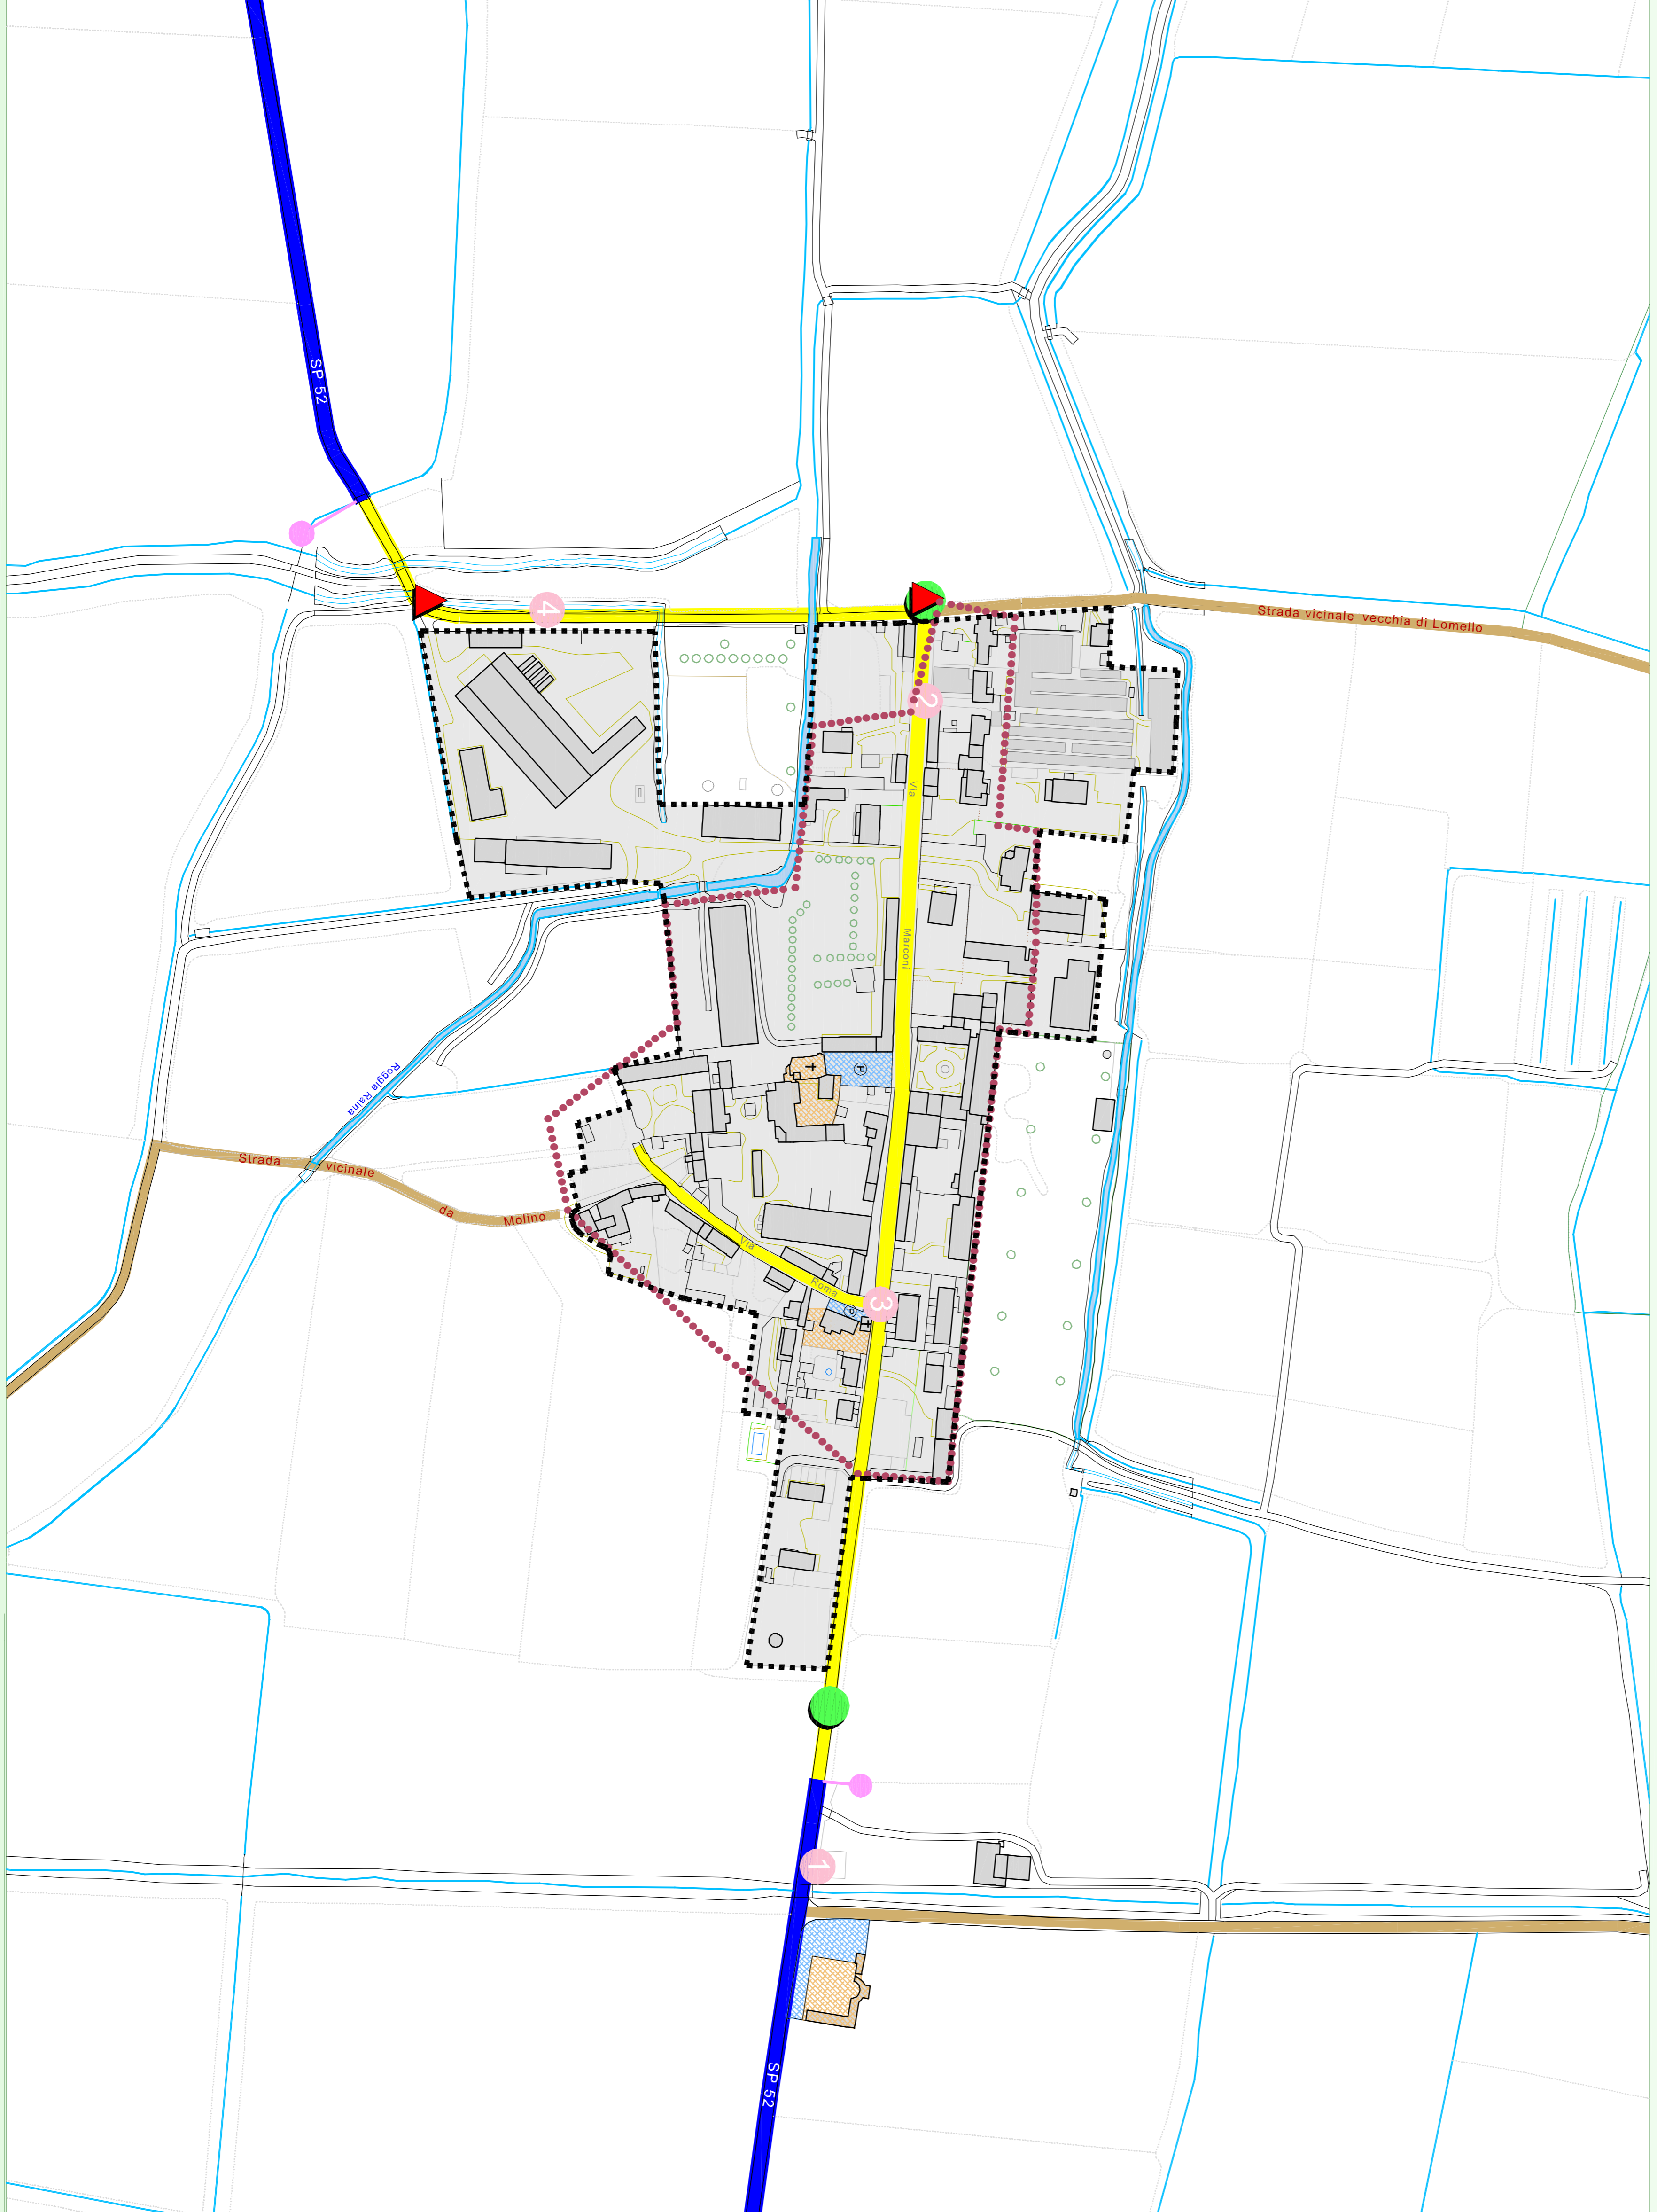 SP 52
4
Strada vicinale vecchia di Lomello
2
Via
Marconi
P
Roggia Raina
Strada vicinale da Molino
Via Roma
P
3
1
SP 52